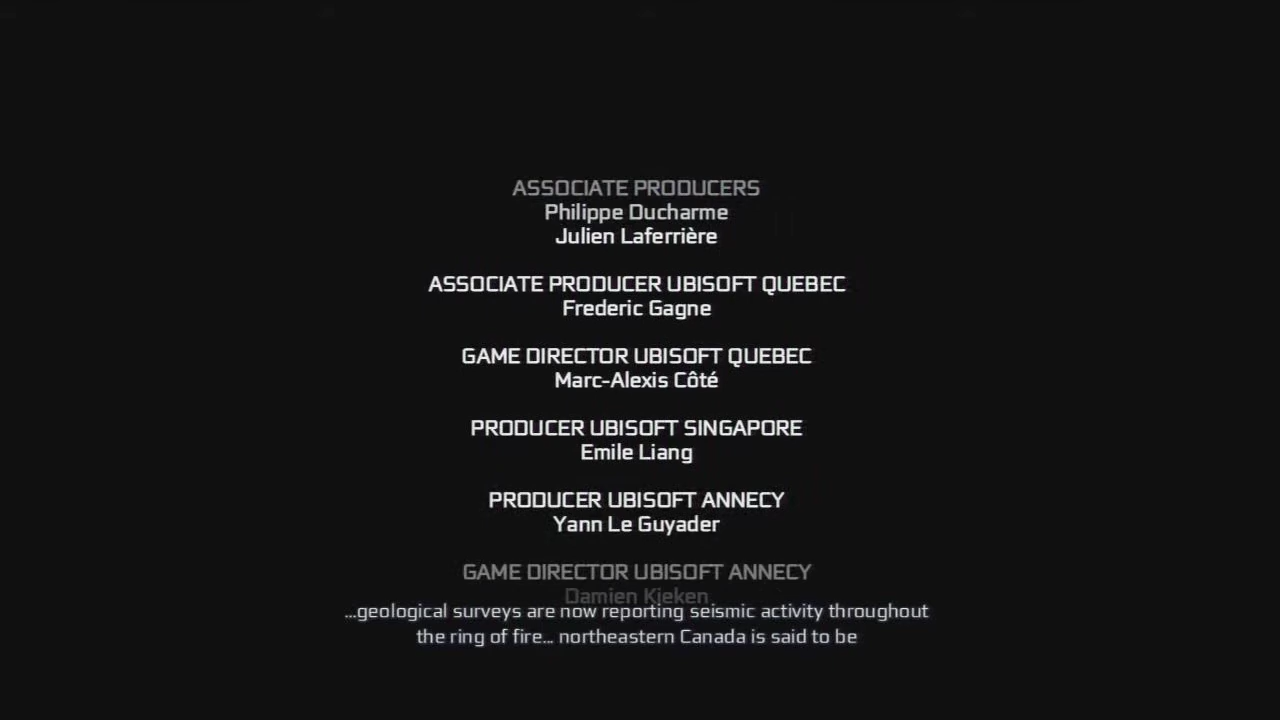 ASSOCIATE PRODUCERS
Philippe Ducharme
Julien Laferrière
ASSOCIATE PRODUCER UBISOFT QUEBEC
Frederic Gagne
GAME DIRECTOR UBISOFT QUEBEC
Marc-Alexis Côté
PRODUCER UBISOFT SINGAPORE
Emile Liang
PRODUCER UBISOFT ANNECY
Yann Le Guyader
GAME DIRECTOR UBISOFT ANNECY
Damien Kieken
...geological surveys are now reporting seismic activity throughout
the ring of fire... northeastern Canada is said to be